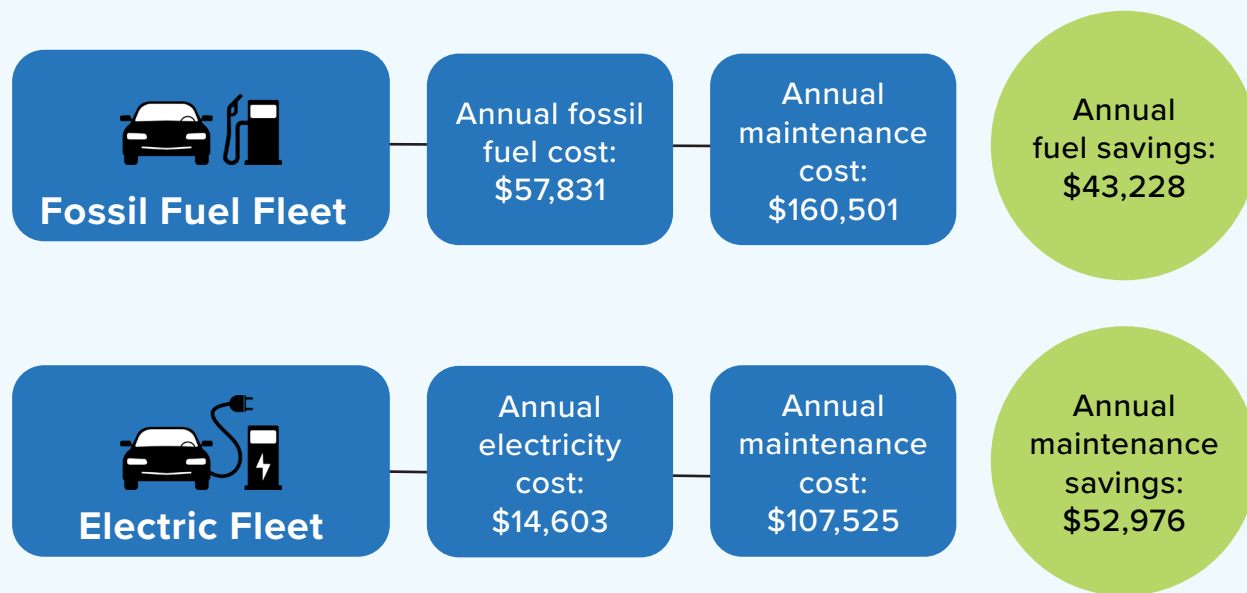 Fossil Fuel Fleet
Annual fossil
fuel cost:
$57,831
Annual
maintenance
cost:
$160,501
Annual
fuel savings:
$43,228
Electric Fleet
Annual
electricity
cost:
$14,603
Annual
maintenance
cost:
$107,525
Annual
maintenance
savings:
$52,976